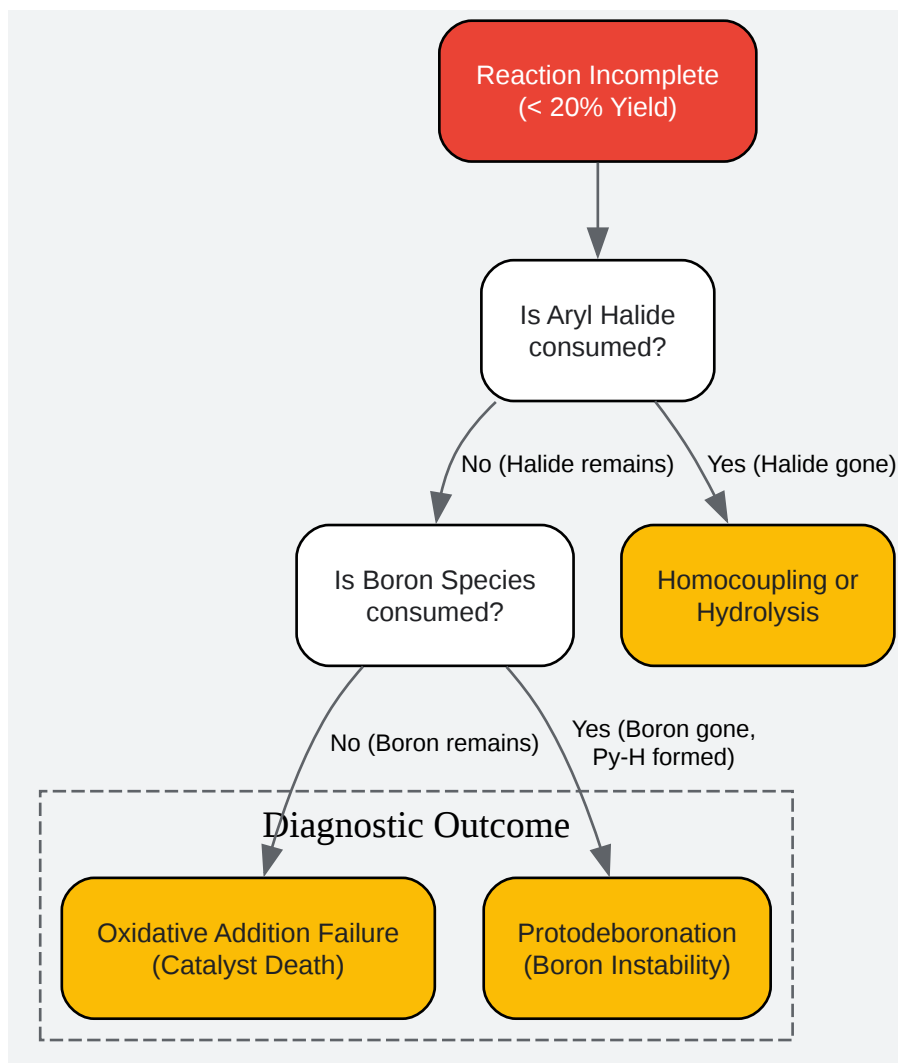 Reaction Incomplete
(< 20% Yield)
Is Aryl Halide
consumed?
No (Halide remains)
Yes (Halide gone)
Is Boron Species
consumed?
Homocoupling or
Hydrolysis
No (Boron remains)
Yes (Boron gone,
Py-H formed)
Diagnostic Outcome
Oxidative Addition Failure
(Catalyst Death)
Protodeboronation
(Boron Instability)